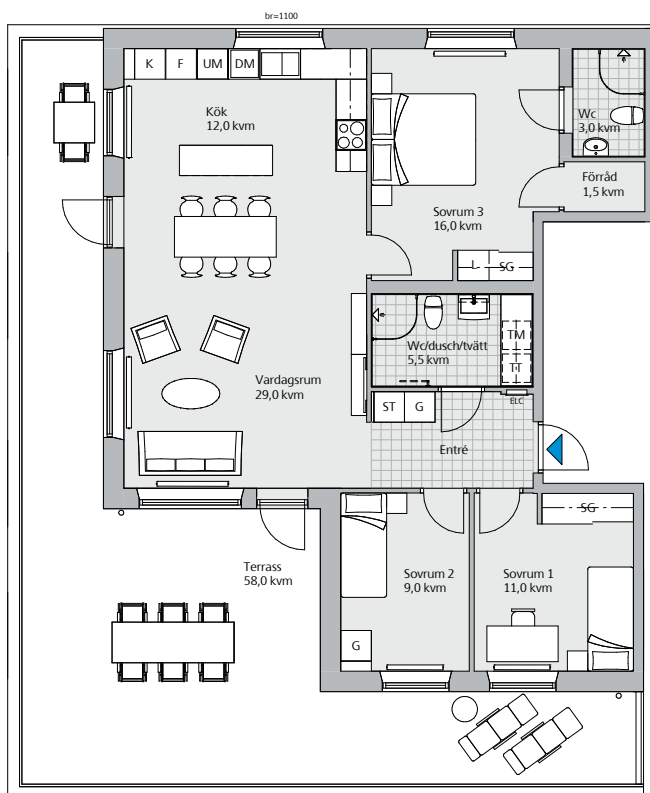 br=1100
K
F
UM
DM
Kök
12,0 kvm
Wc
3,0 kvm
Förråd
1,5 kvm
Sovrum 3
16,0 kvm
L
SG
Wc/dusch/tvätt
5,5 kvm
TM
TT
Vardagsrum
29,0 kvm
ST
G
ELC
Entré
SG
Terrass
58,0 kvm
Sovrum 2
9,0 kvm
Sovrum 1
11,0 kvm
G